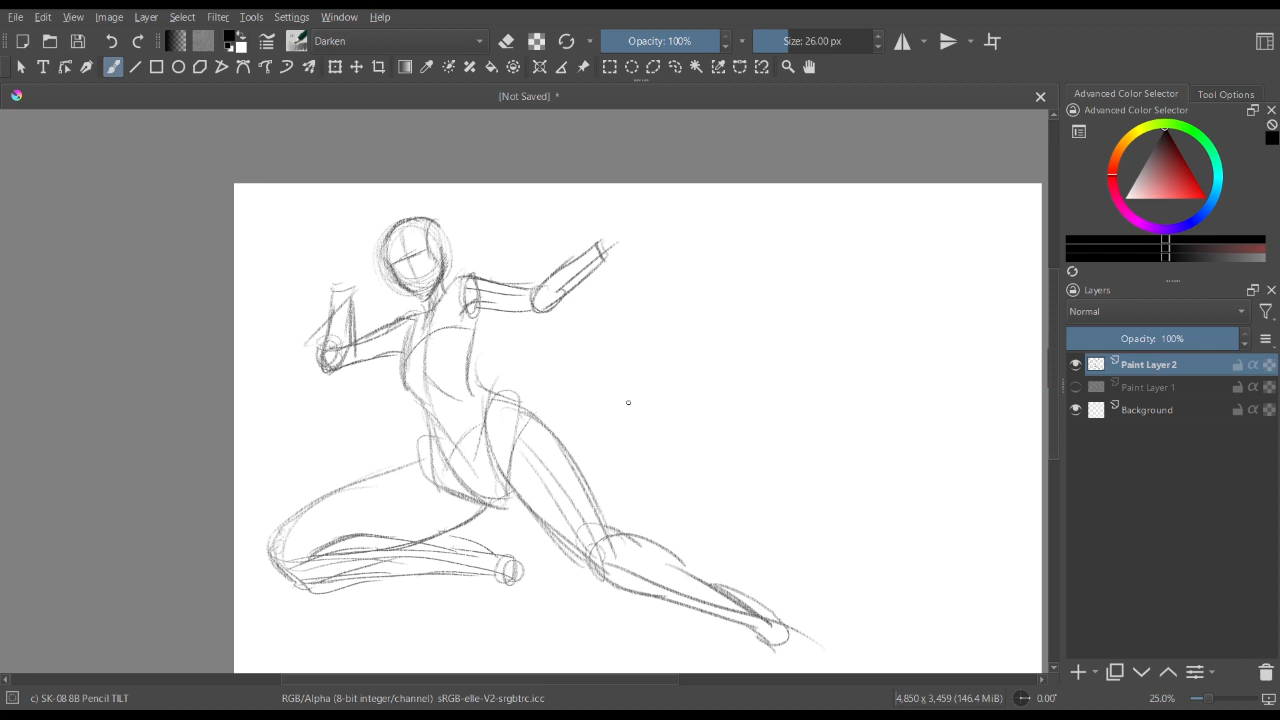 File Edit View Image Layer Select Filter Tools Settings Window Help
Darken Opacity: 100% Size: 26.00 px
[Not Saved] *
Advanced Color Selector Tool Options
Advanced Color Selector
Layers
Normal
Opacity: 100%
Paint Layer 2
Paint Layer 1
Background
c) SK-08 8B Pencil TILT RGB/Alpha (8-bit integer/channel) sRGB-elle-V2-srgbtrc.icc 4,850 x 3,459 (146.4 MiB) 0.00° 25.0%